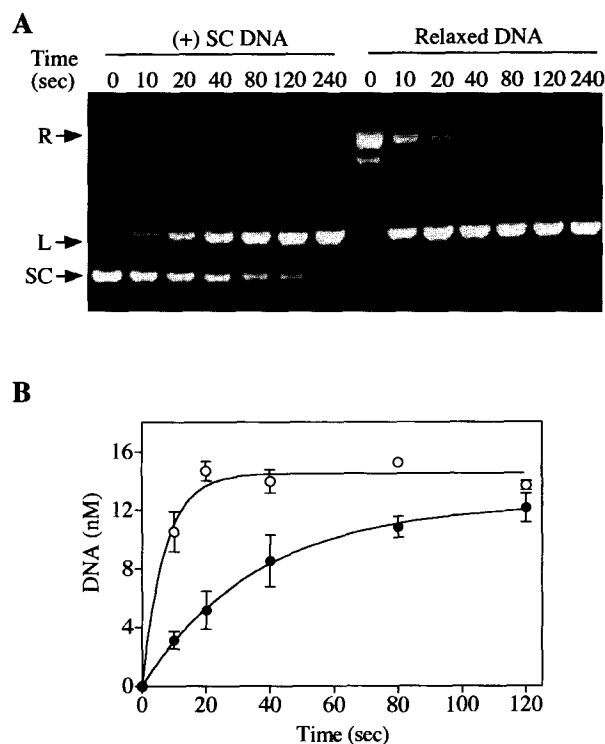 A
(+) SC DNA
Relaxed DNA
Time
(sec)
0 10 20 40 80 120 240
0 10 20 40 80 120 240
R
L
SC
B
DNA (nM)
16
12
8
4
0
0 20 40 60 80 100 120
Time (sec)